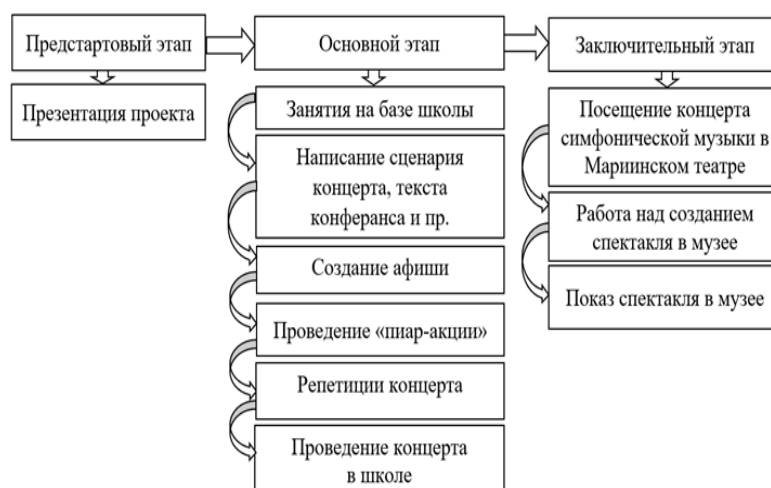 Предстартовый этап
Основной этап
Заключительный этап
Презентация проекта
Занятия на базе школы
Написание сценария
концерта, текста
конферанса и пр.
Создание афиши
Проведение «пиар-акции»
Репетиции концерта
Проведение концерта
в школе
Посещение концерта
симфонической музыки в
Мариинском театре
Работа над созданием
спектакля в музее
Показ спектакля в музее